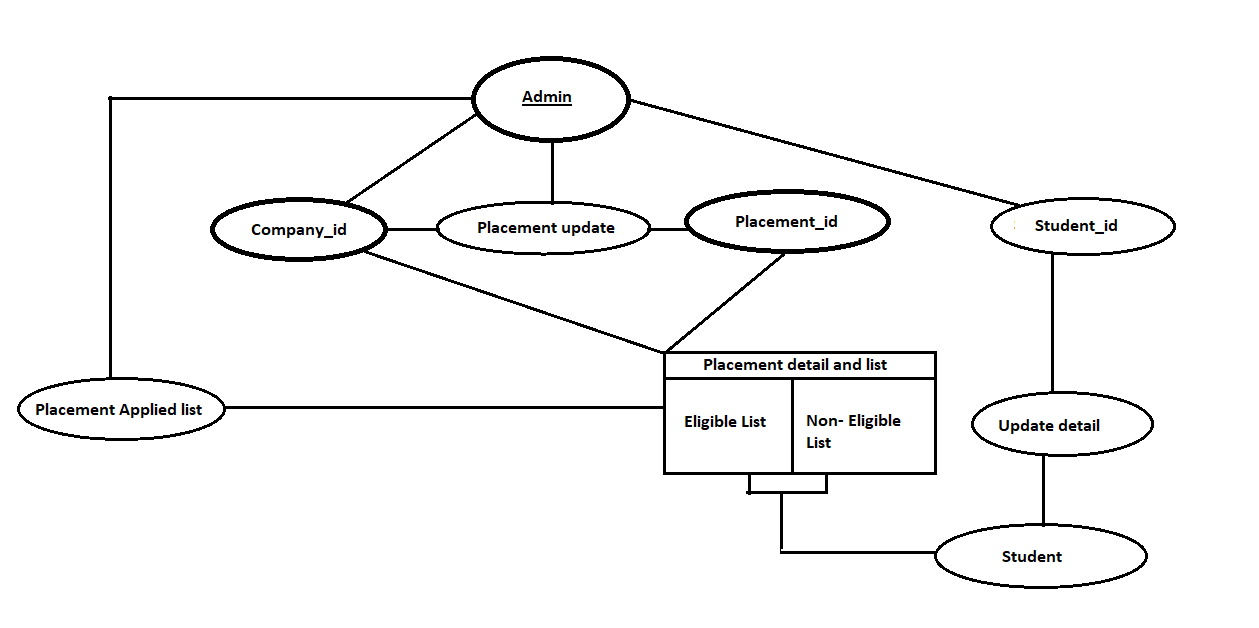 Admin
Company_id
Placement update
Placement_id
Student_id
Placement detail and list
Placement Applied list
Eligible List
Non- Eligible
List
Update detail
Student